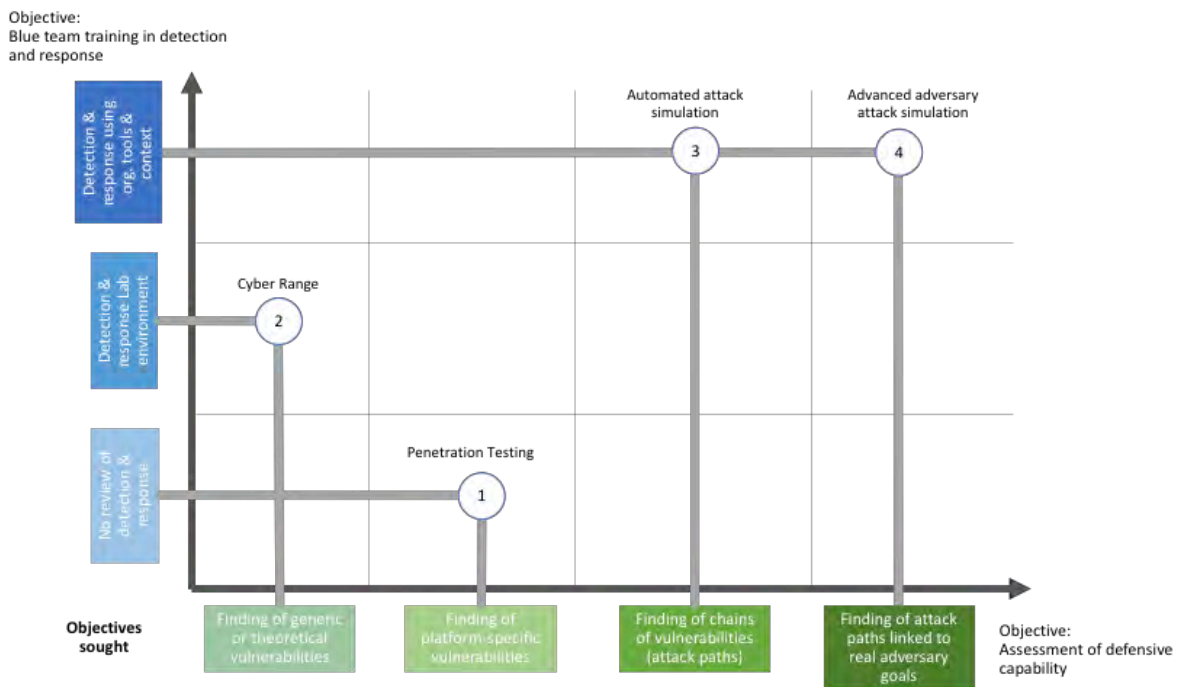 Objective:
Blue team training in detection
and response
Detection &
response using
org. tools &
context
Automated attack
simulation
Advanced adversary
attack simulation
3
4
Detection &
response Lab
environment
Cyber Range
2
No review of
detection &
response
Penetration Testing
1
Objectives
sought
Finding of generic
or theoretical
vulnerabilities
Finding of
platform-specific
vulnerabilities
Finding of chains
of vulnerabilities
(attack paths)
Finding of attack
paths linked to
real adversary
goals
Objective:
Assessment of defensive
capability